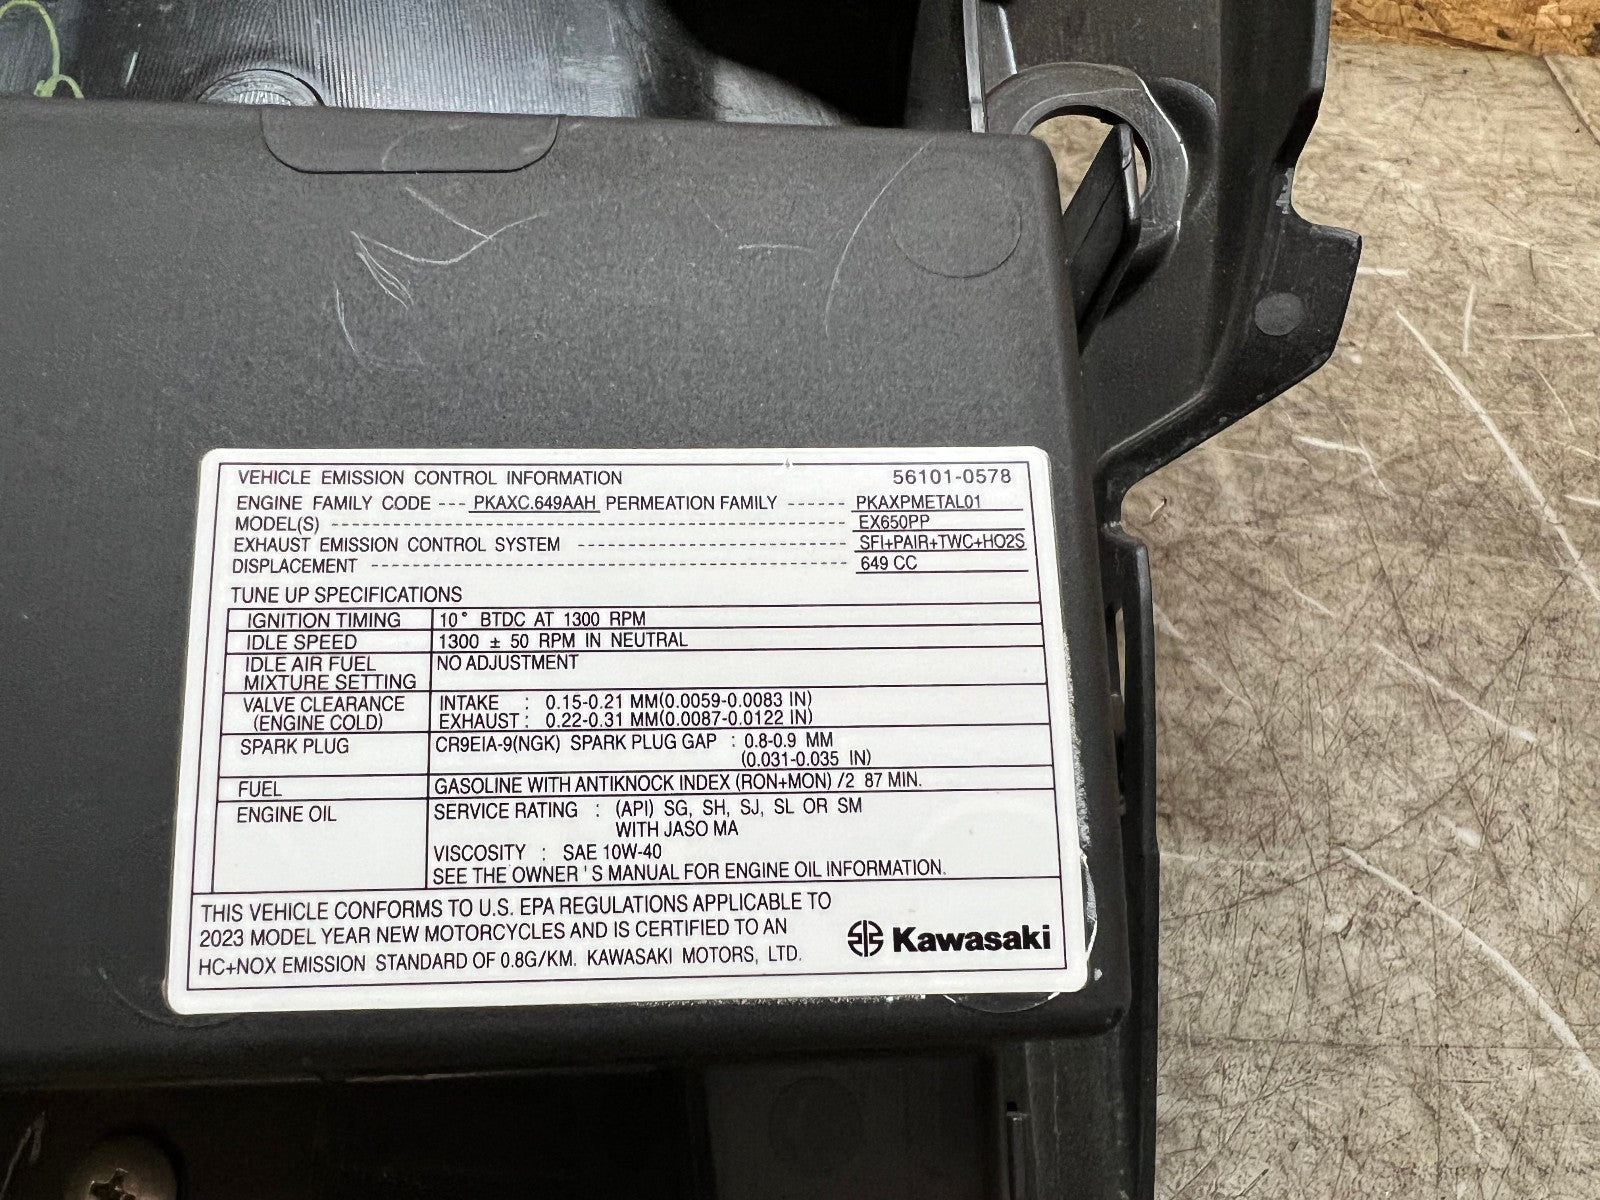 VEHICLE EMISSION CONTROL INFORMATION 56101-0578
ENGINE FAMILY CODE --- PKAXC.649AAH PERMEATION FAMILY ------ PKAXPMETAL01
MODEL(S) ------ EX650PP
EXHAUST EMISSION CONTROL SYSTEM ------ SFI+PAIR+TWC+HO2S
DISPLACEMENT ------ 649 CC
TUNE UP SPECIFICATIONS
IGNITION TIMING 10° BTDC AT 1300 RPM
IDLE SPEED 1300 ± 50 RPM IN NEUTRAL
IDLE AIR FUEL NO ADJUSTMENT
MIXTURE SETTING
VALVE CLEARANCE INTAKE : 0.15-0.21 MM(0.0059-0.0083 IN)
(ENGINE COLD) EXHAUST : 0.22-0.31 MM(0.0087-0.0122 IN)
SPARK PLUG CR9EIA-9(NGK) SPARK PLUG GAP : 0.8-0.9 MM
(0.031-0.035 IN)
FUEL GASOLINE WITH ANTIKNOCK INDEX (RON+MON) /2 87 MIN.
ENGINE OIL SERVICE RATING : (API) SG, SH, SJ, SL OR SM
WITH JASO MA
VISCOSITY : SAE 10W-40
SEE THE OWNER'S MANUAL FOR ENGINE OIL INFORMATION.
THIS VEHICLE CONFORMS TO U.S. EPA REGULATIONS APPLICABLE TO
2023 MODEL YEAR NEW MOTORCYCLES AND IS CERTIFIED TO AN
HC+NOX EMISSION STANDARD OF 0.8G/KM. KAWASAKI MOTORS, LTD.
Kawasaki